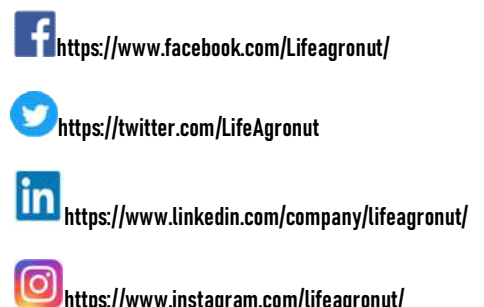 https://www.facebook.com/Lifeagronut/
https://twitter.com/LifeAgronut
in https://www.linkedin.com/company/lifeagronut/
https://www.instagram.com/lifeagronut/